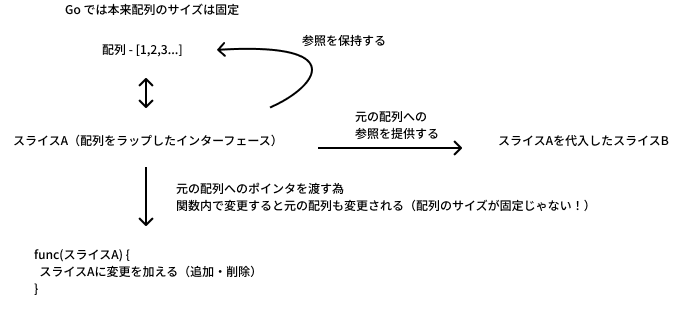 Go では本来配列のサイズは固定
配列 - [1,2,3...]
参照を保持する
元の配列への
参照を提供する
スライスA（配列をラップしたインターフェース）
スライスAを代入したスライスB
元の配列へのポインタを渡す為
関数内で変更すると元の配列も変更される（配列のサイズが固定じゃない！）
func(スライスA) {
スライスAに変更を加える（追加・削除）
}